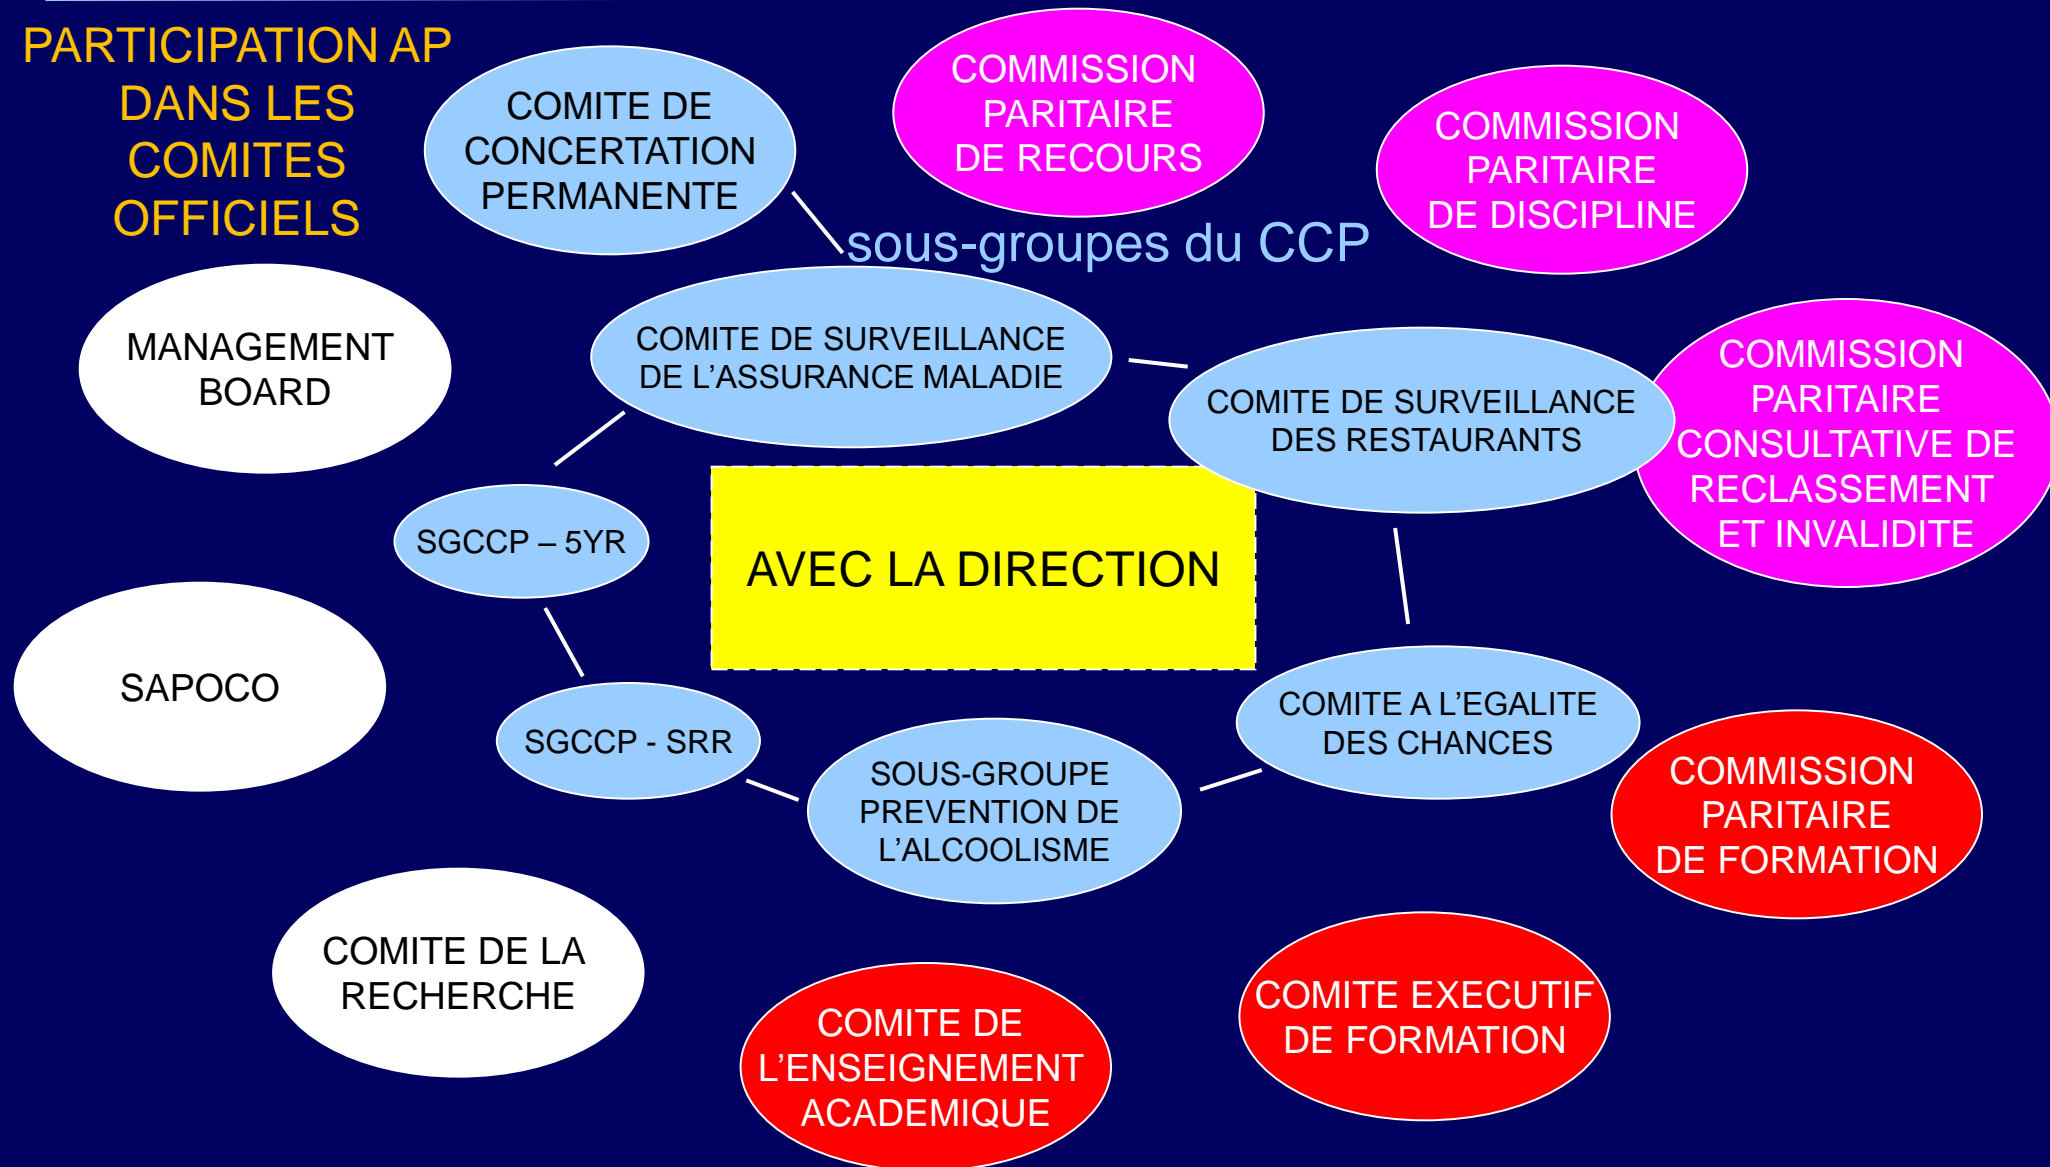 PARTICIPATION AP
DANS LES
COMITES
OFFICIELS
COMITE DE
CONCERTATION
PERMANENTE
COMMISSION
PARITAIRE
DE RECOURS
COMMISSION
PARITAIRE
DE DISCIPLINE
sous-groupes du CCP
MANAGEMENT
BOARD
COMITE DE SURVEILLANCE
DE L’ASSURANCE MALADIE
COMITE DE SURVEILLANCE
DES RESTAURANTS
COMMISSION
PARITAIRE
CONSULTATIVE DE
RECLASSEMENT
ET INVALIDITE
SGCCP – 5YR
AVEC LA DIRECTION
SAPOCO
SGCCP - SRR
SOUS-GROUPE
PREVENTION DE
L’ALCOOLISME
COMITE A L’EGALITE
DES CHANCES
COMMISSION
PARITAIRE
DE FORMATION
COMITE DE LA
RECHERCHE
COMITE DE
L’ENSEIGNEMENT
ACADEMIQUE
COMITE EXECUTIF
DE FORMATION